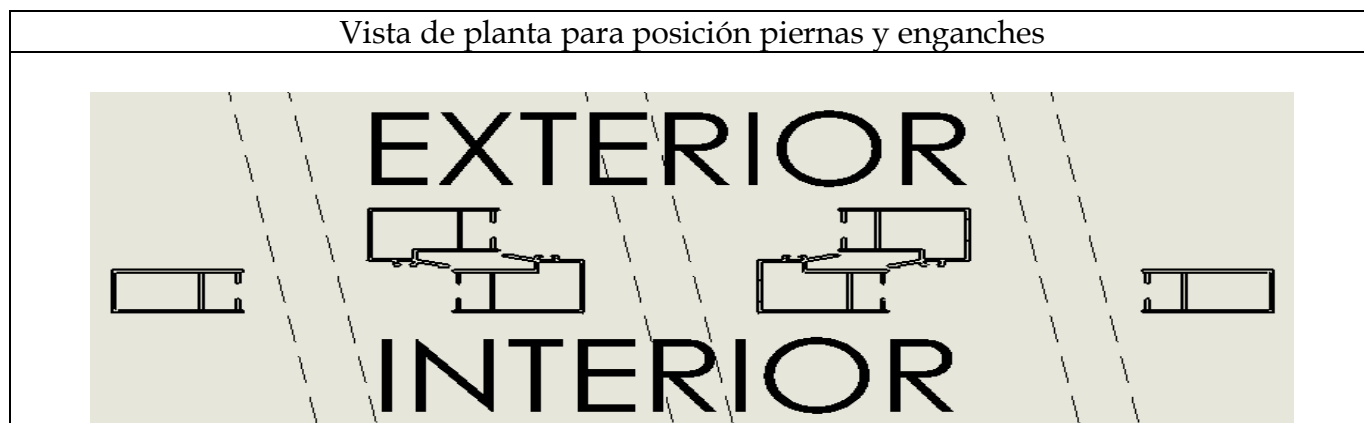 Vista de planta para posición piernas y enganches
EXTERIOR
INTERIOR